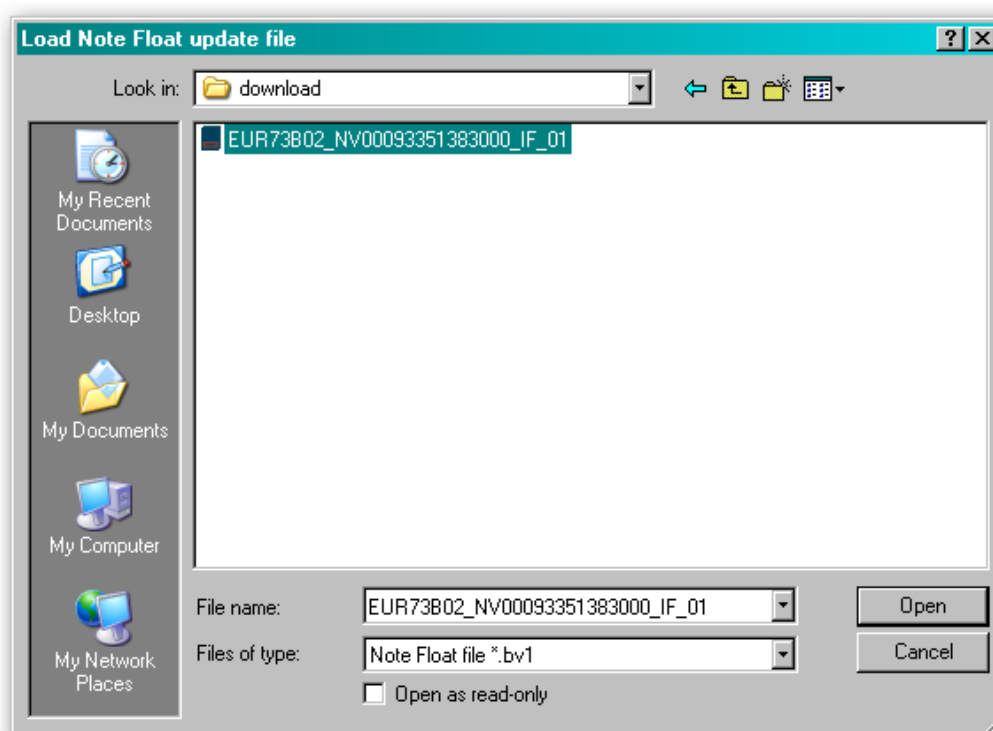 Load Note Float update file
Look in:
download
EUR73B02_NV00093351383000_IF_01
My Recent
Documents
Desktop
My Documents
My Computer
My Network
Places
File name:
EUR73B02_NV00093351383000_IF_01
Open
Files of type:
Note Float file *.bv1
Cancel
Open as read-only